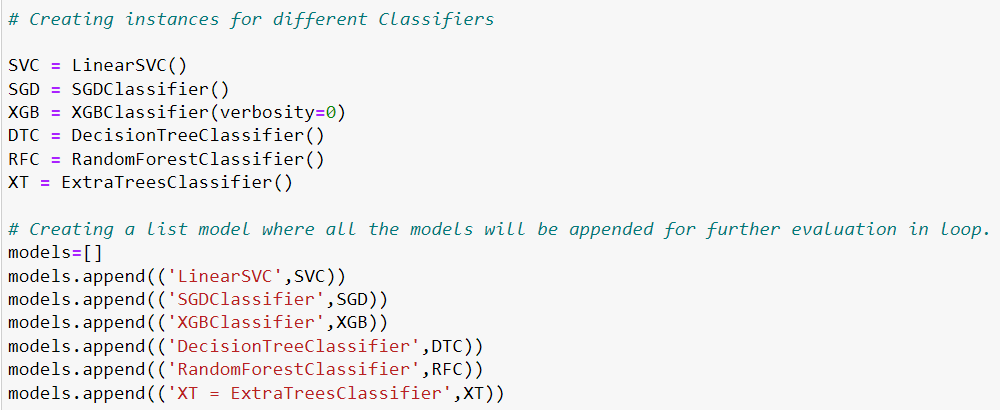 # Creating instances for different Classifiers
SVC = LinearSVC()
SGD = SGDClassifier()
XGB = XGBClassifier(verbosity=0)
DTC = DecisionTreeClassifier()
RFC = RandomForestClassifier()
XT = ExtraTreesClassifier()
# Creating a list model where all the models will be appended for further evaluation in loop.
models=[]
models.append(('LinearSVC',SVC))
models.append(('SGDClassifier',SGD))
models.append(('XGBClassifier',XGB))
models.append(('DecisionTreeClassifier',DTC))
models.append(('RandomForestClassifier',RFC))
models.append(('XT = ExtraTreesClassifier',XT))